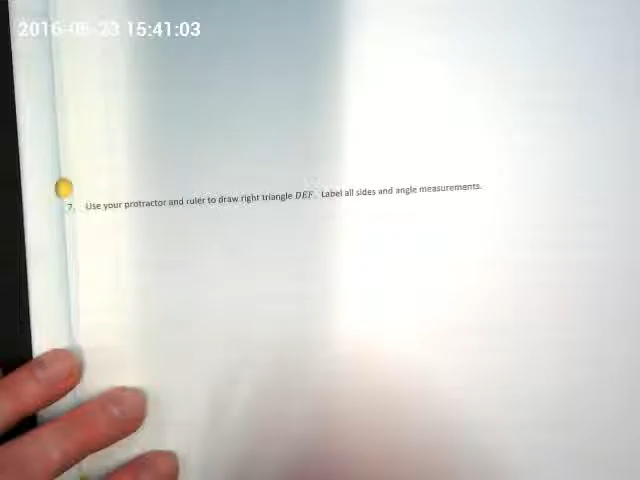 2016-05-23 15:41:03
7. Use your protractor and ruler to draw right triangle DEF. Label all sides and angle measurements.